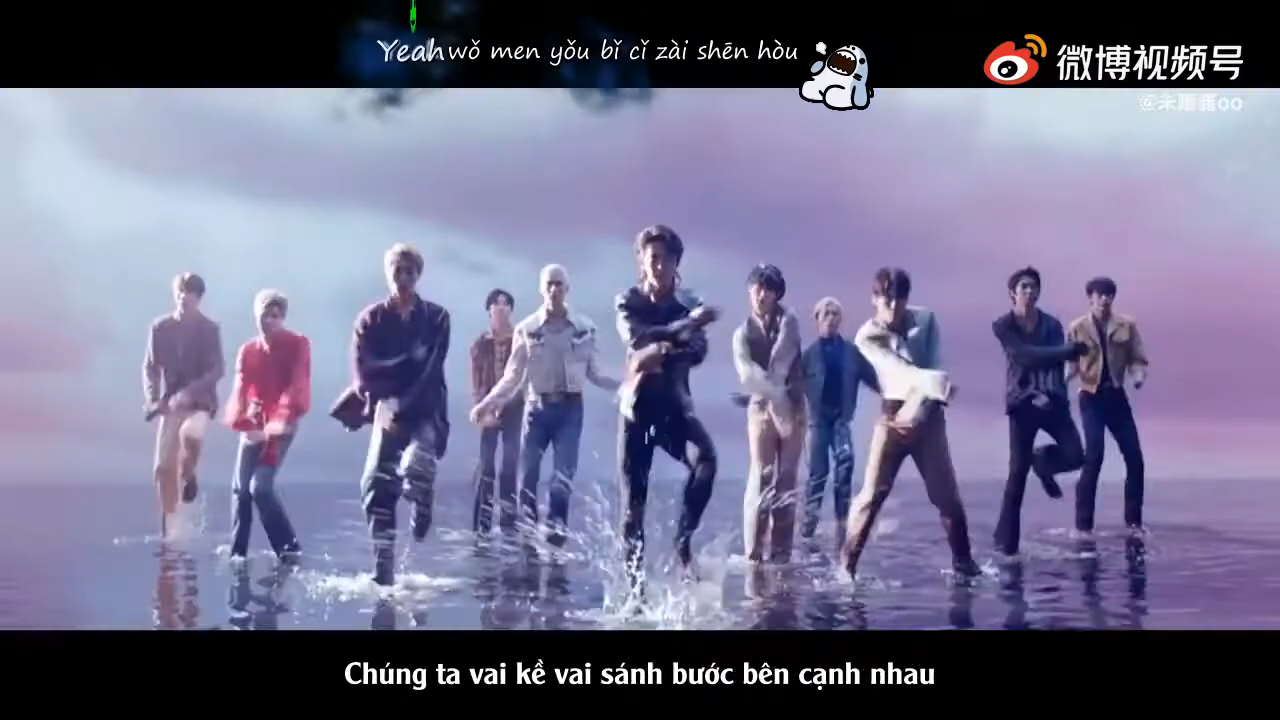 Yeah wǒ men yǒu bǐ cǐ zài shēn hòu
微博视频号
Chúng ta vai kề vai sánh bước bên cạnh nhau